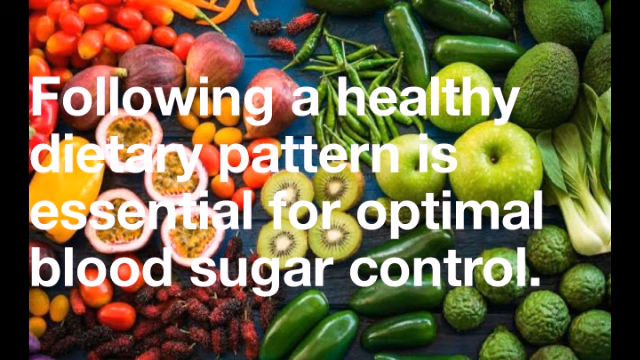 Following a healthy
dietary pattern is
essential for optimal
blood sugar control.